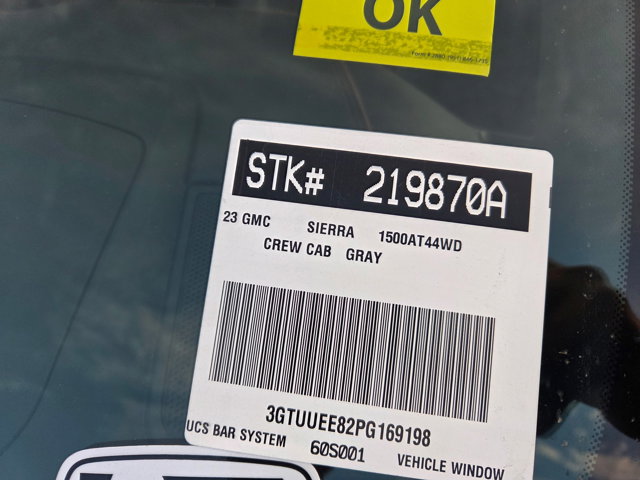 OK
STK# 219870A
23 GMC SIERRA 1500AT44WD
CREW CAB GRAY
3GTUUEE82PG169198
UCS BAR SYSTEM 60S001 VEHICLE WINDOW